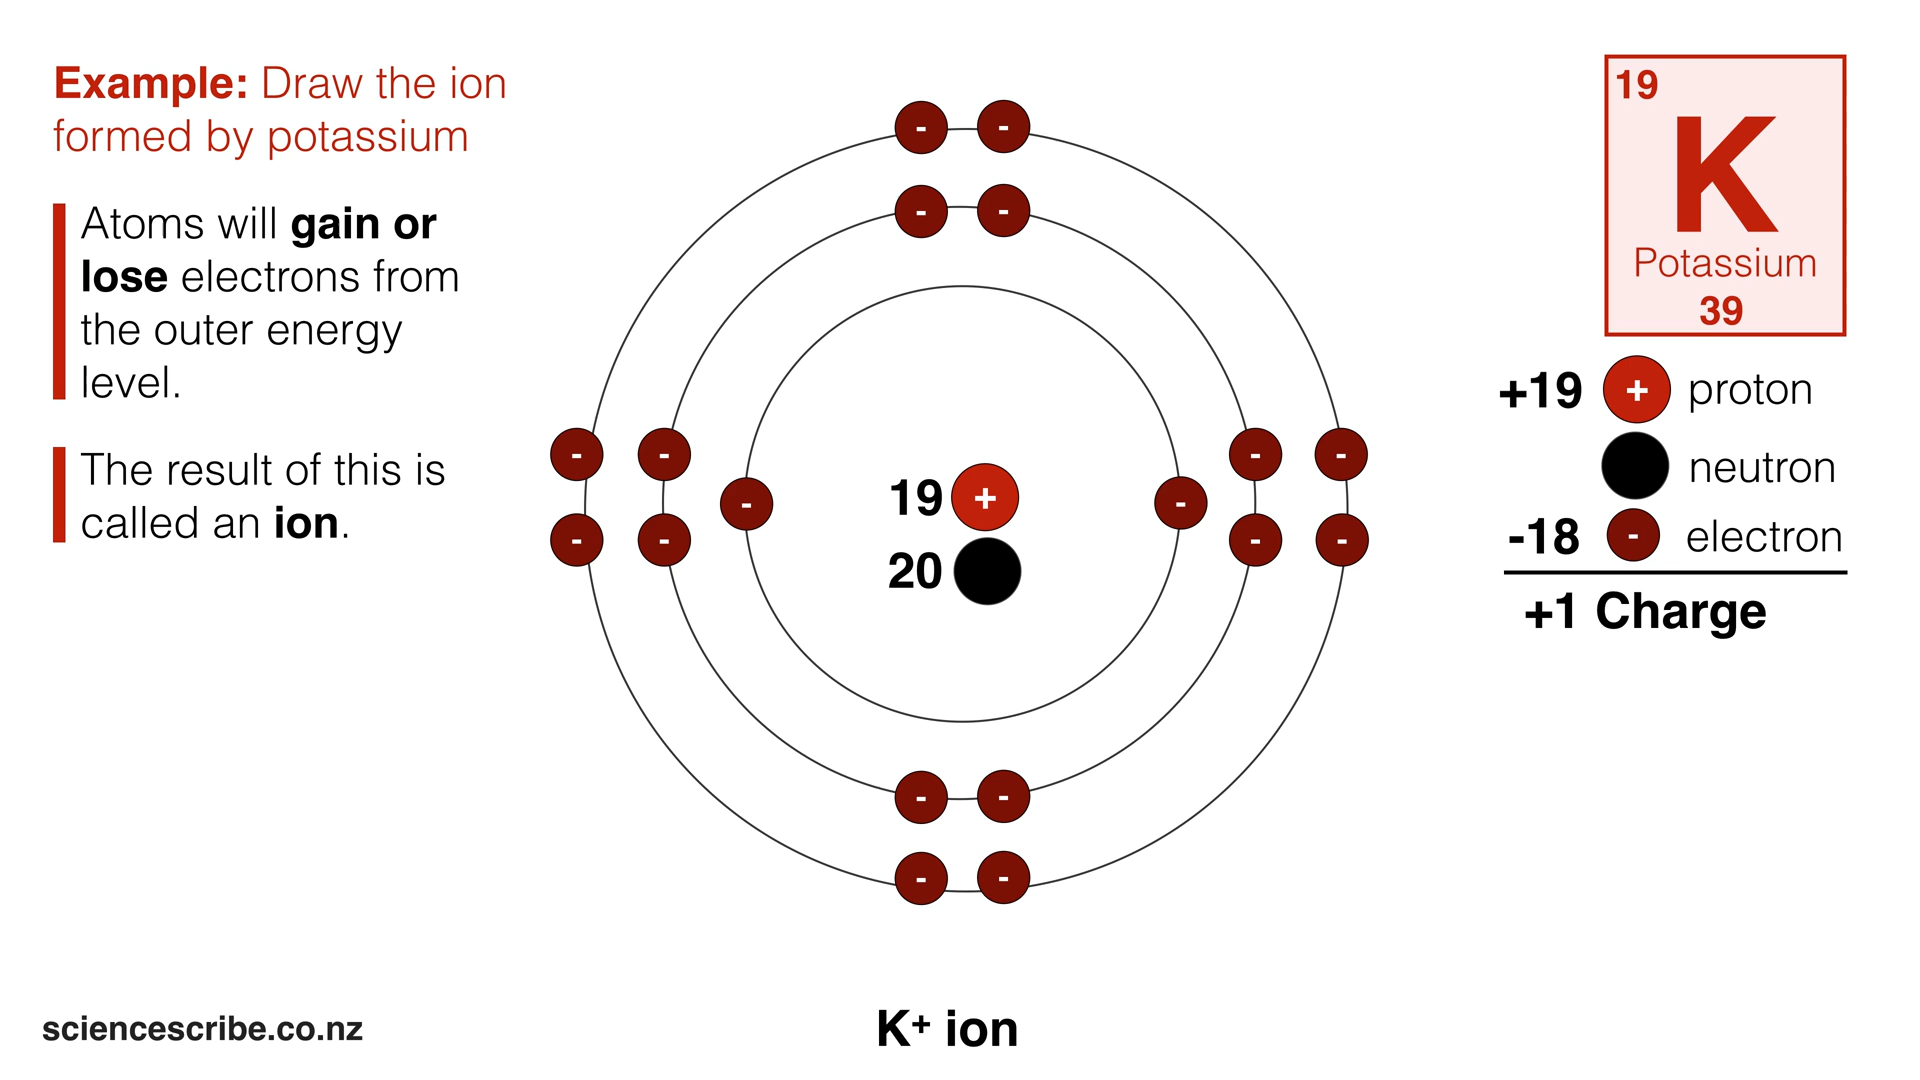 Example: Draw the ion
formed by potassium
Atoms will gain or
lose electrons from
the outer energy
level.
The result of this is
called an ion.
- -
- -
- - - -
- -
- - - -
- -
- -
19 +
20
19
K
Potassium
39
+19 + proton
neutron
-18 - electron
+1 Charge
sciencescribe.co.nz
K⁺ ion